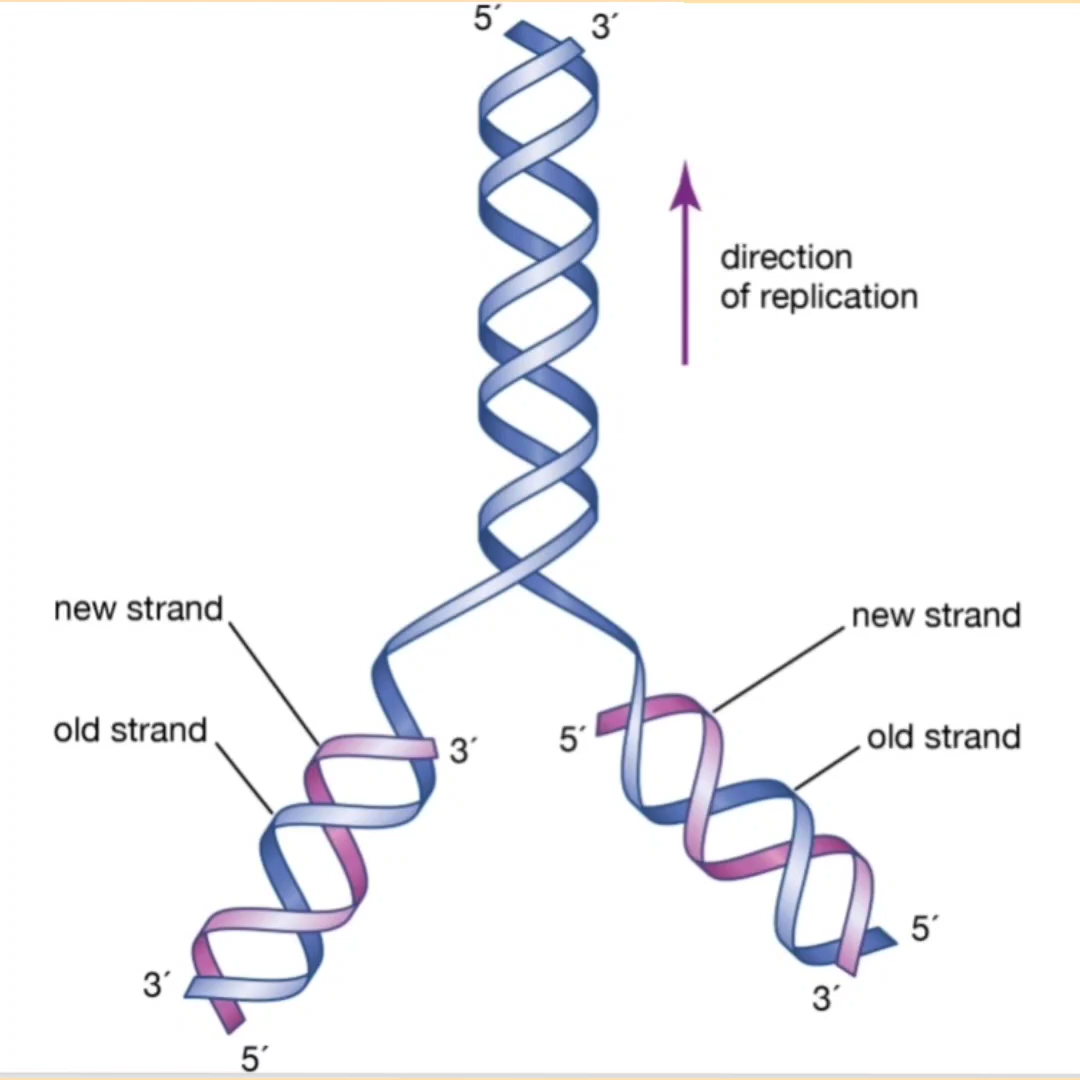 5´ 3´
direction
of replication
new strand
new strand
old strand
old strand
3´
5´
5´
3´
3´
5´